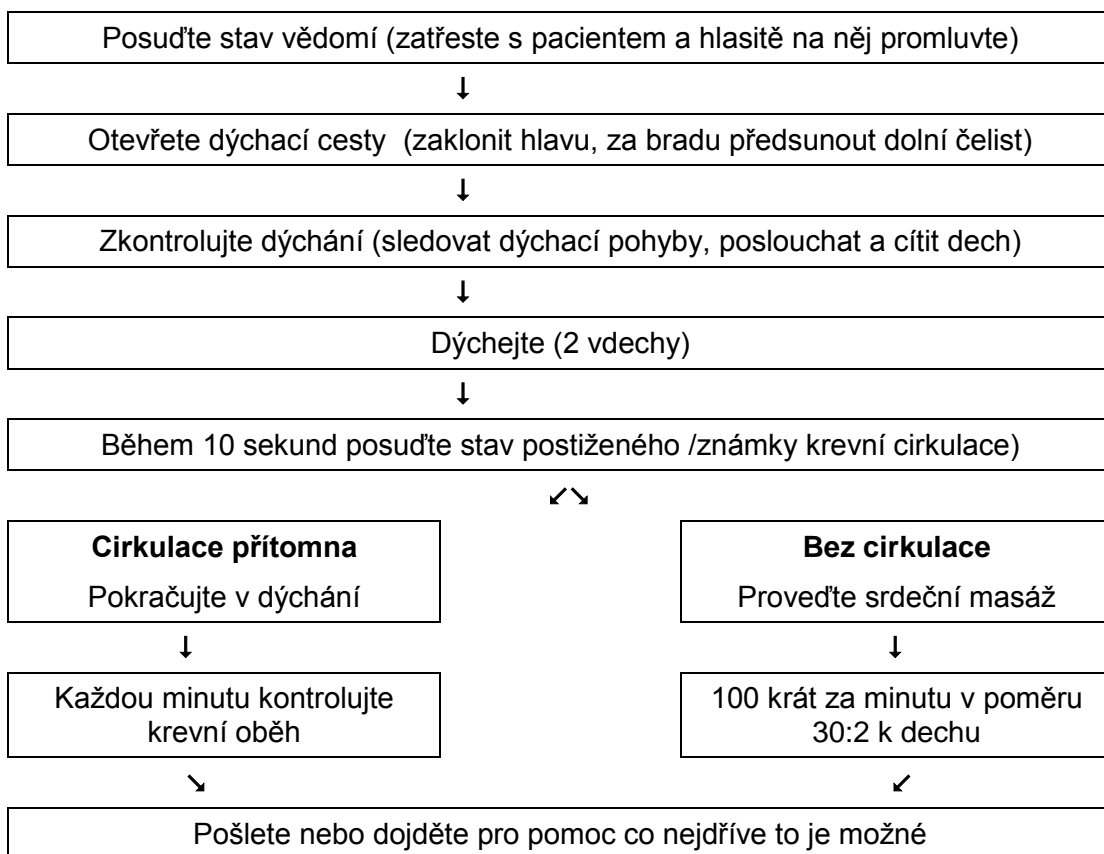 Posuďte stav vědomí (zatřeste s pacientem a hlasitě na něj promluvte)
Otevřete dýchací cesty (zaklonit hlavu, za bradu předsunout dolní čelist)
Zkontrolujte dýchání (sledovat dýchací pohyby, poslouchat a cítit dech)
Dýchejte (2 vdechy)
Během 10 sekund posuďte stav postiženého /známky krevní cirkulace)
Cirkulace přítomna
Pokračujte v dýchání
Bez cirkulace
Proveďte srdeční masáž
Každou minutu kontrolujte
krevní oběh
100 krát za minutu v poměru
30:2 k dechu
Pošlete nebo dojděte pro pomoc co nejdříve to je možné